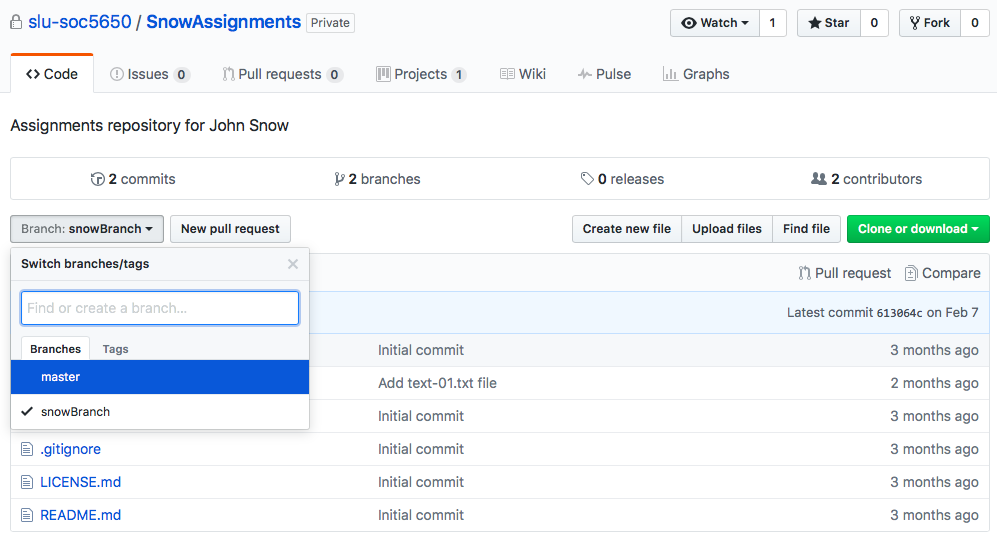 slu-soc5650 / SnowAssignments Private Watch 1 Star 0 Fork 0
Code Issues 0 Pull requests 0 Projects 1 Wiki Pulse Graphs
Assignments repository for John Snow
2 commits 2 branches 0 releases 2 contributors
Branch: snowBranch New pull request Create new file Upload files Find file Clone or download
Switch branches/tags
Pull request Compare
Find or create a branch...
Latest commit 613064c on Feb 7
Branches Tags
Initial commit 3 months ago
master
Add text-01.txt file 2 months ago
snowBranch
Initial commit 3 months ago
.gitignore Initial commit 3 months ago
LICENSE.md Initial commit 3 months ago
README.md Initial commit 3 months ago